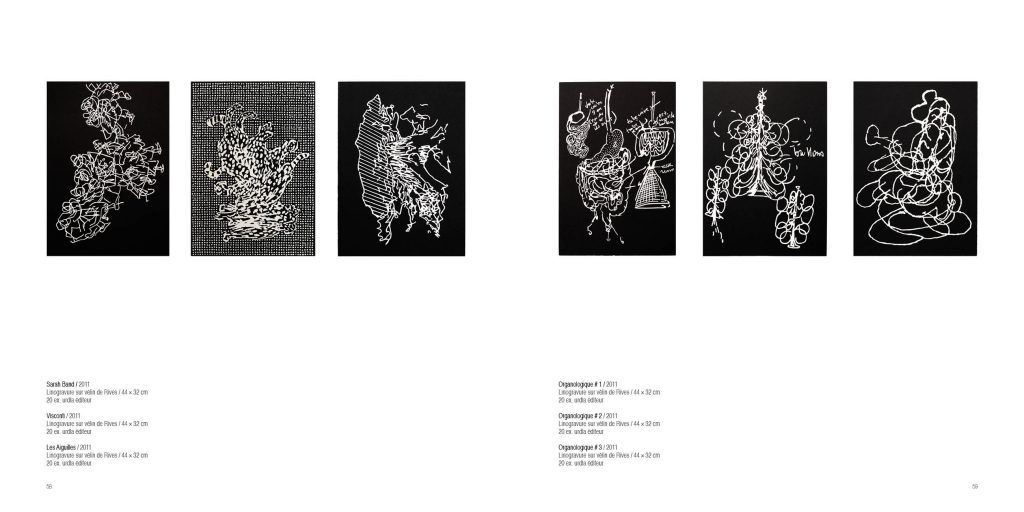 Sarah Band / 2011
Linogravure sur vélin de Rives / 44 × 32 cm
20 ex. urdla éditeur
Visconti / 2011
Linogravure sur vélin de Rives / 44 × 32 cm
20 ex. urdla éditeur
Les Aiguilles / 2011
Linogravure sur vélin de Rives / 44 × 32 cm
20 ex. urdla éditeur
58
Organologique # 1 / 2011
Linogravure sur vélin de Rives / 44 × 32 cm
20 ex. urdla éditeur
Organologique # 2 / 2011
Linogravure sur vélin de Rives / 44 × 32 cm
20 ex. urdla éditeur
Organologique # 3 / 2011
Linogravure sur vélin de Rives / 44 × 32 cm
20 ex. urdla éditeur
59